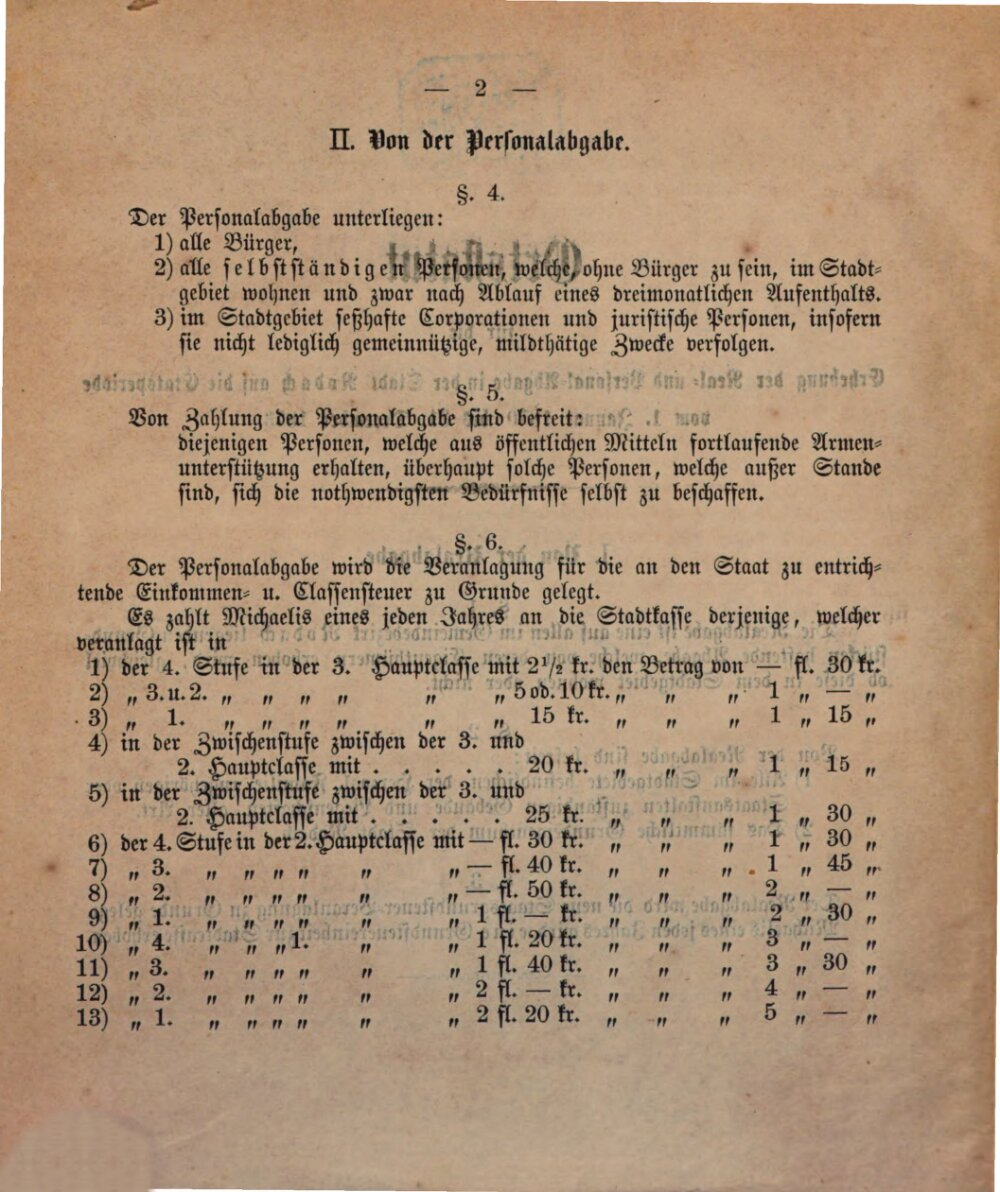 — 2 —
II. Von der Personalabgabe.
§. 4.
Der Personalabgabe unterliegen:
1) alle Bürger,
2) alle selbstständigen Personen, welche, ohne Bürger zu sein, im Stadt-
gebiet wohnen und zwar nach Ablauf eines dreimonatlichen Aufenthalts.
3) im Stadtgebiet seßhafte Corporationen und juristische Personen, insofern
sie nicht lediglich gemeinnützige, mildthätige Zwecke verfolgen.
§. 5.
Von Zahlung der Personalabgabe sind befreit:
diejenigen Personen, welche aus öffentlichen Mitteln fortlaufende Armen-
unterstützung erhalten, überhaupt solche Personen, welche außer Stande
sind, sich die nothwendigsten Bedürfnisse selbst zu beschaffen.
§. 6.
Der Personalabgabe wird die Veranlagung für die an den Staat zu entrich-
tende Einkommen- u. Classensteuer zu Grunde gelegt.
Es zahlt Michaelis eines jeden Jahres an die Stadtkasse derjenige, welcher
veranlagt ist in
1) der 4. Stufe in der 3. Hauptclasse mit 2½ kr. den Betrag von — fl. 30 kr.
2) „ 3. u. 2. „ „ „ „ „ „ 5 od. 10 kr. „ „ „ 1 „ — „
3) „ 1. „ „ „ „ „ „ 15 kr. „ „ „ 1 „ 15 „
4) in der Zwischenstufe zwischen der 3. und
2. Hauptclasse mit . . . . . 20 kr. „ „ „ 1 „ 15 „
5) in der Zwischenstufe zwischen der 3. und
2. Hauptclasse mit . . . . . 25 kr. „ „ „ 1 „ 30 „
6) der 4. Stufe in der 2. Hauptclasse mit — fl. 30 kr. „ „ „ 1 „ 30 „
7) „ 3. „ „ „ „ „ „ — fl. 40 kr. „ „ „ 1 „ 45 „
8) „ 2. „ „ „ „ „ „ — fl. 50 kr. „ „ „ 2 „ — „
9) „ 1. „ „ „ „ „ „ 1 fl. — kr. „ „ „ 2 „ 30 „
10) „ 4. „ „ „ 1. „ „ 1 fl. 20 kr. „ „ „ 3 „ — „
11) „ 3. „ „ „ „ „ „ 1 fl. 40 kr. „ „ „ 3 „ 30 „
12) „ 2. „ „ „ „ „ „ 2 fl. — kr. „ „ „ 4 „ — „
13) „ 1. „ „ „ „ „ „ 2 fl. 20 kr. „ „ „ 5 „ — „